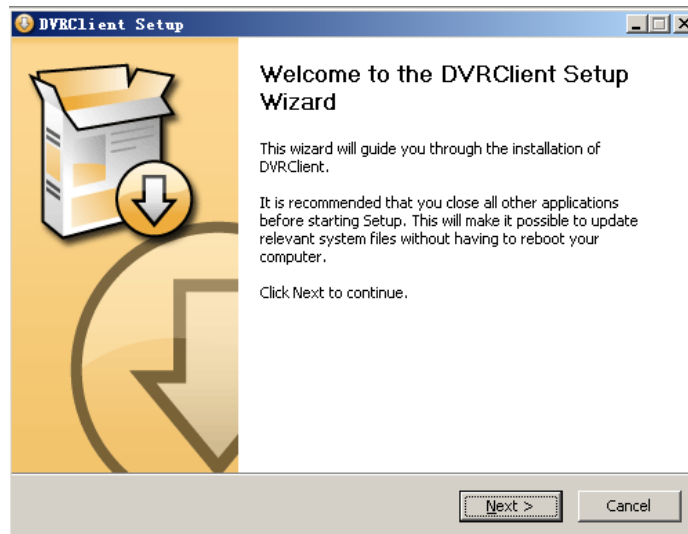 DVRClient Setup
Welcome to the DVRClient Setup
Wizard
This wizard will guide you through the installation of
DVRClient.
It is recommended that you close all other applications
before starting Setup. This will make it possible to update
relevant system files without having to reboot your
computer.
Click Next to continue.
Next >
Cancel